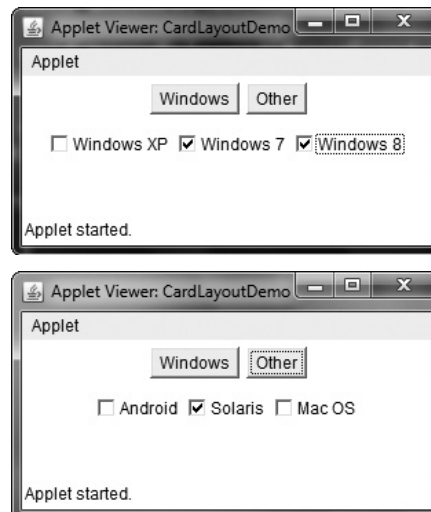 Applet Viewer: CardLayoutDemo
Applet
Windows Other
Windows XP Windows 7 Windows 8
Applet started.
Applet Viewer: CardLayoutDemo
Applet
Windows Other
Android Solaris Mac OS
Applet started.